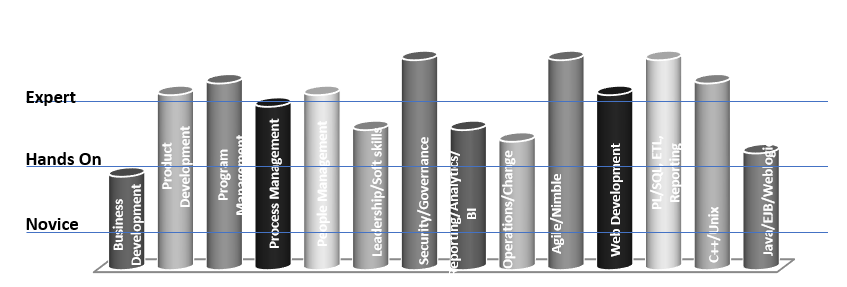 Expert
Hands On
Novice
Business
Development
Product
Development
Program
Management
Process Management
People Management
Leadership/Soft skills
Security/Governance
Reporting/Analytics/
BI
Operations/Change
Agile/Nimble
Web Development
PL/SQL ETL,
Reporting
C++/Unix
Java/EJB/Weblogic